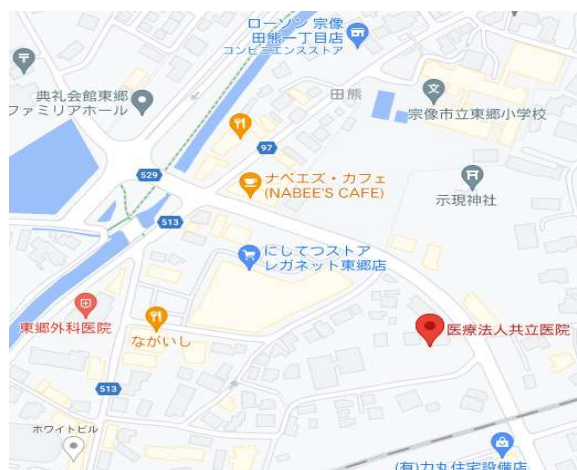 ローソン 宗像
田熊一丁目店
コンビニエンスストア
典礼会館東郷
ファミリアホール
田熊
文
宗像市立東郷小学校
97
529
ナベエズ・カフェ
(NABEE'S CAFE)
示現神社
513
にしてつストア
レガネット東郷店
東郷外科医院
ながいし
医療法人共立医院
513
ホワイトビル
(有)力丸住宅設備店